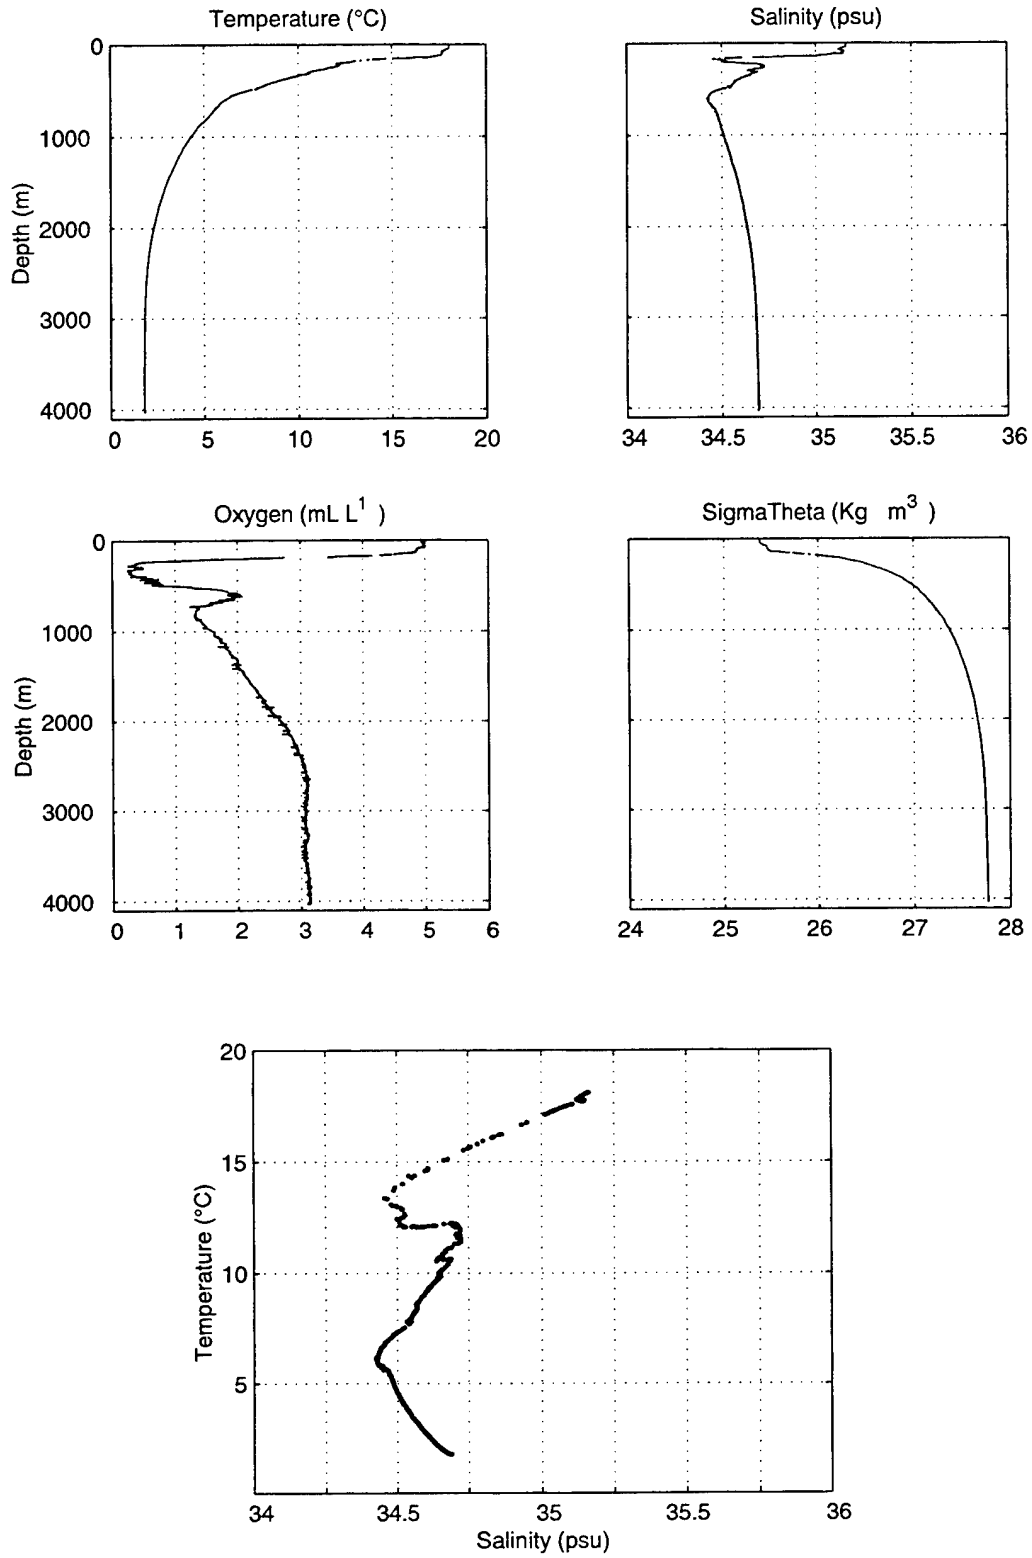 Temperature (°C)
Salinity (psu)
0
1000
2000
3000
4000
Depth (m)
0 5 10 15 20
34 34.5 35 35.5 36
Oxygen (mL L1 )
SigmaTheta (Kg m3 )
0
1000
2000
3000
4000
Depth (m)
0 1 2 3 4 5 6
24 25 26 27 28
20
15
10
5
Temperature (°C)
34 34.5 35 35.5 36
Salinity (psu)